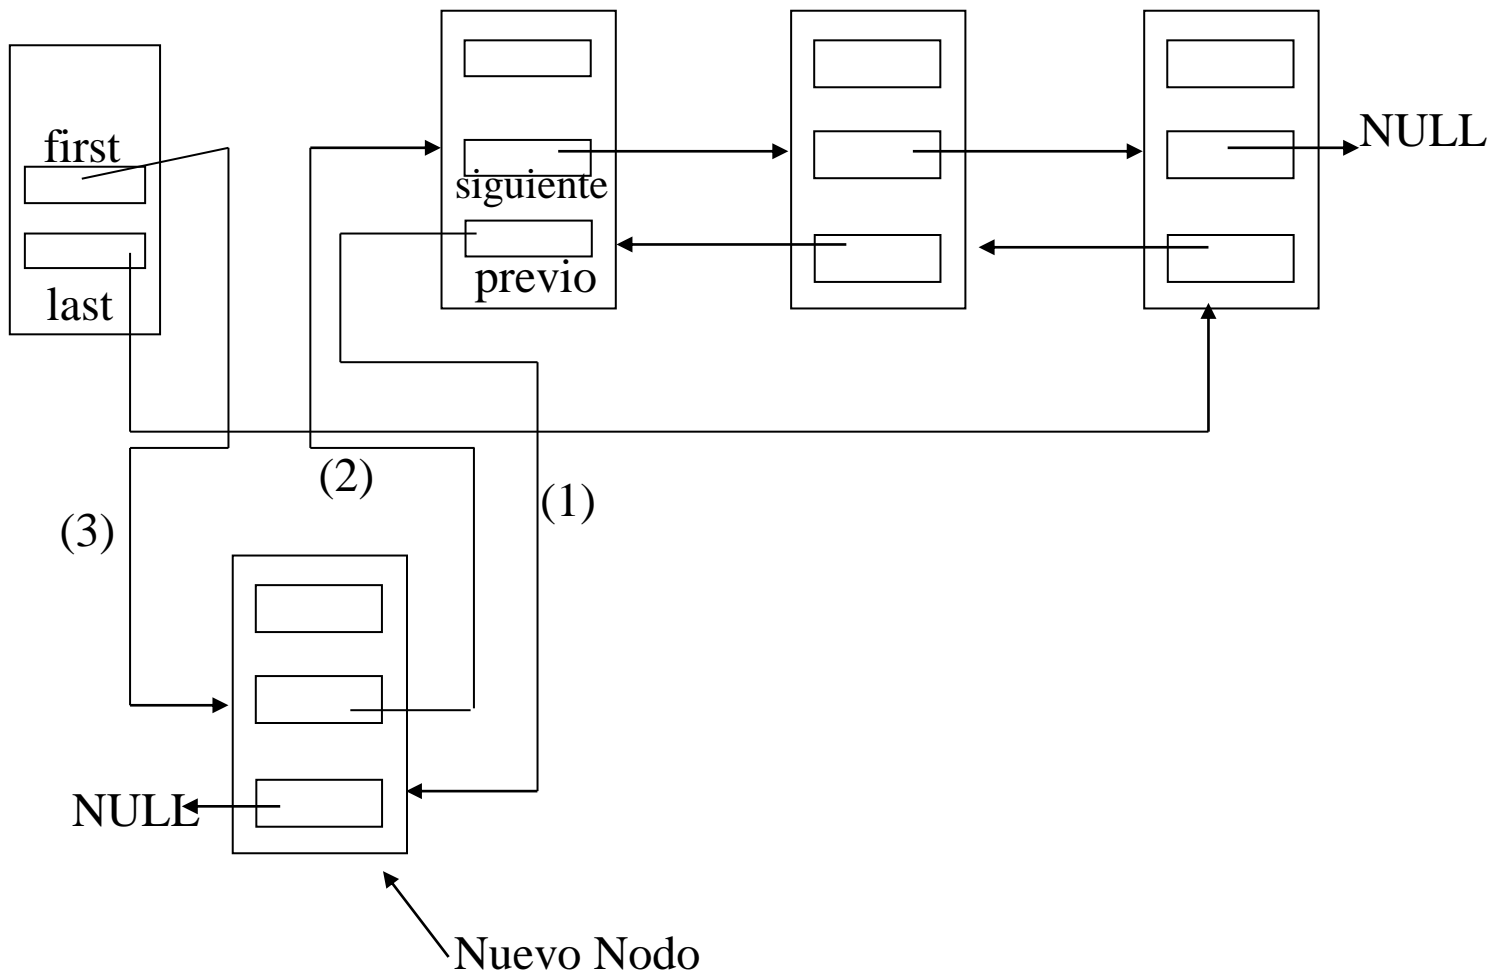 first
last
siguiente
previo
NULL
(2)
(1)
(3)
NULL
Nuevo Nodo